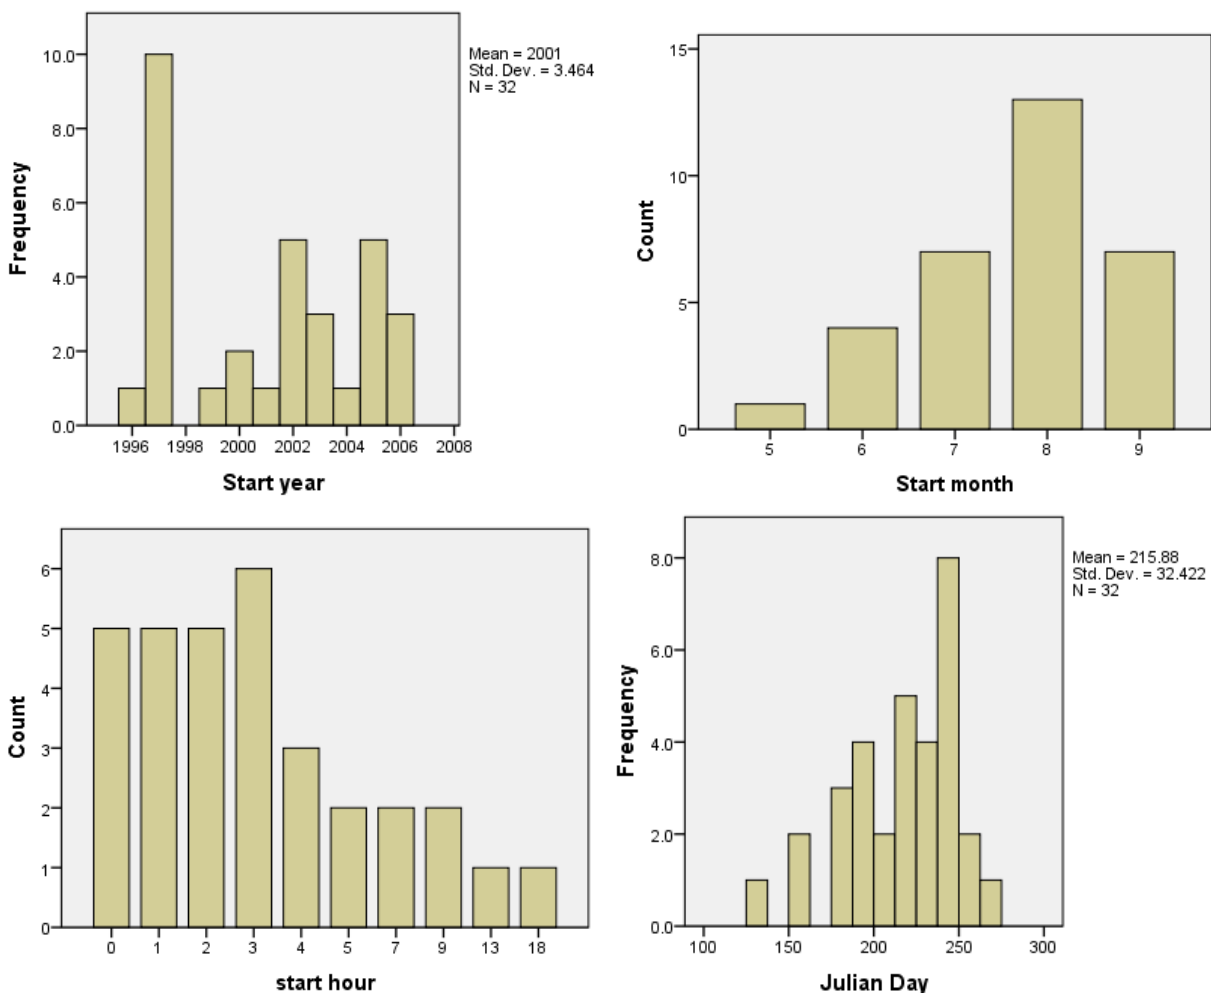 10.0
8.0
6.0
4.0
2.0
0.0
Frequency
1996 1998 2000 2002 2004 2006 2008
Start year
Mean = 2001
Std. Dev. = 3.464
N = 32
15
10
5
0
Count
5 6 7 8 9
Start month
6
5
4
3
2
1
0
Count
0 1 2 3 4 5 7 9 13 18
start hour
8.0
6.0
4.0
2.0
0.0
Frequency
100 150 200 250 300
Julian Day
Mean = 215.88
Std. Dev. = 32.422
N = 32